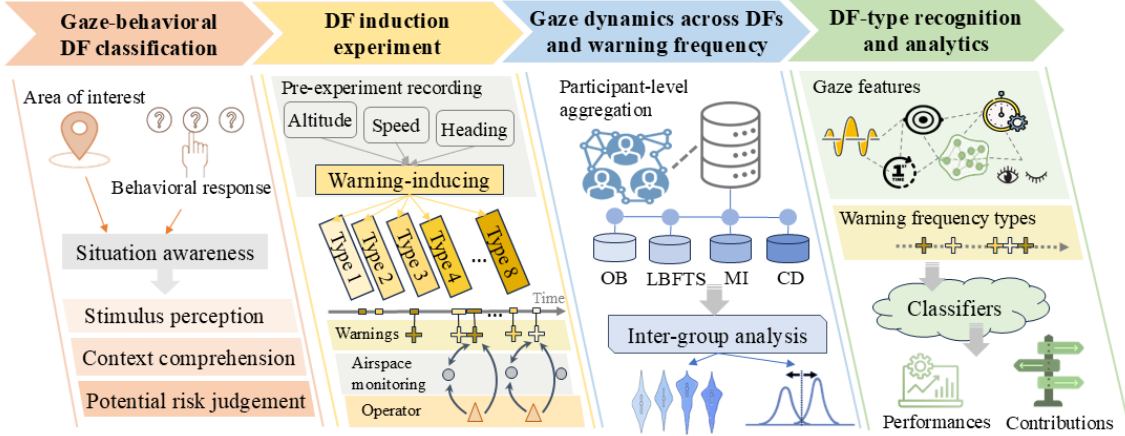 Gaze-behavioral
DF classification
DF induction
experiment
Gaze dynamics across DFs
and warning frequency
DF-type recognition
and analytics
Area of interest
? ? ?
Behavioral response
Situation awareness
Stimulus perception
Context comprehension
Potential risk judgement
Pre-experiment recording
Altitude
Speed
Heading
Warning-inducing
Type 1
Type 2
Type 3
Type 4
...
Type 8
Time
...
Warnings
Airspace
monitoring
Operator
Participant-level
aggregation
OB
LBFTS
MI
CD
Inter-group analysis
Gaze features
1st
TIME
Warning frequency types
Classifiers
Performances
Contributions